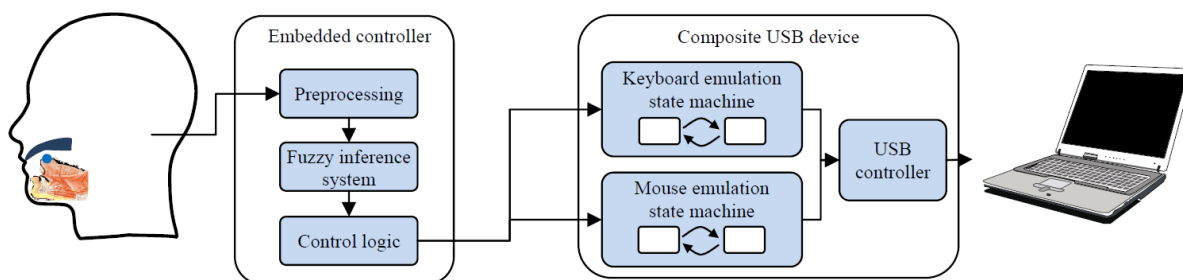 Embedded controller
Preprocessing
Fuzzy inference
system
Control logic
Composite USB device
Keyboard emulation
state machine
Mouse emulation
state machine
USB
controller